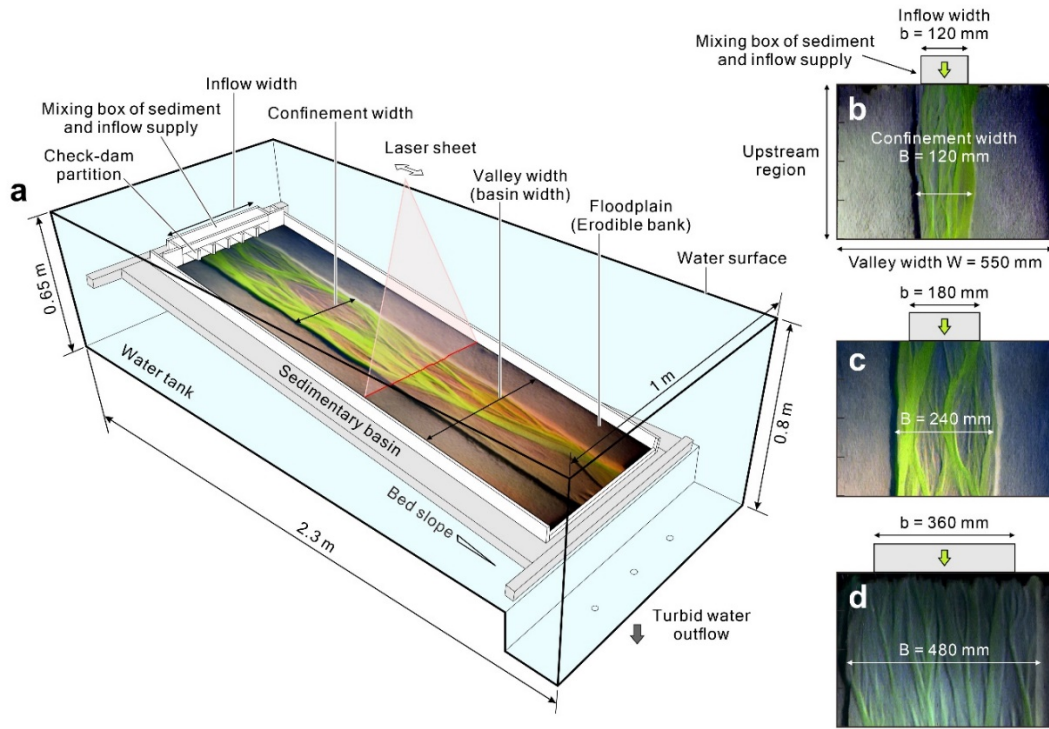 a
Inflow width
Mixing box of sediment
and inflow supply
Confinement width
Check-dam
partition
Laser sheet
Valley width
(basin width)
Floodplain
(Erodible bank)
Water surface
0.65 m
Water tank
Sedimentary basin
Bed slope
2.3 m
1 m
0.8 m
Turbid water
outflow
Inflow width
b = 120 mm
Mixing box of sediment
and inflow supply
b
Upstream
region
Confinement width
B = 120 mm
Valley width W = 550 mm
b = 180 mm
c
B = 240 mm
b = 360 mm
d
B = 480 mm